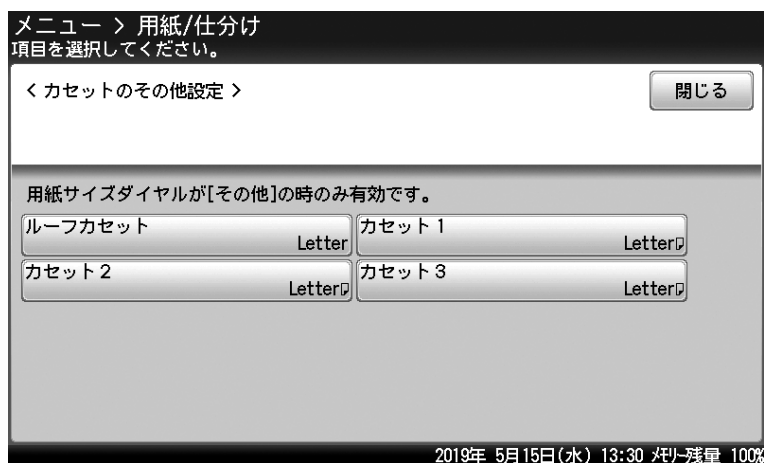 メニュー > 用紙/仕分け
項目を選択してください。
< カセットのその他設定 >
閉じる
用紙サイズダイヤルが[その他]の時のみ有効です。
ルーフカセット
Letter
カセット1
Letter
カセット2
Letter
カセット3
Letter
2019年 5月15日(水) 13:30 メモリー残量 100%